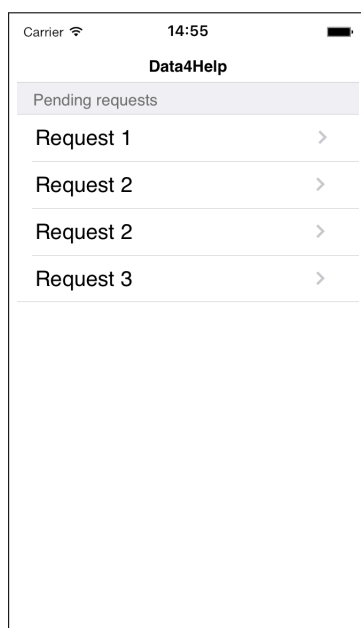 Carrier 14:55
Data4Help
Pending requests
Request 1
Request 2
Request 2
Request 3